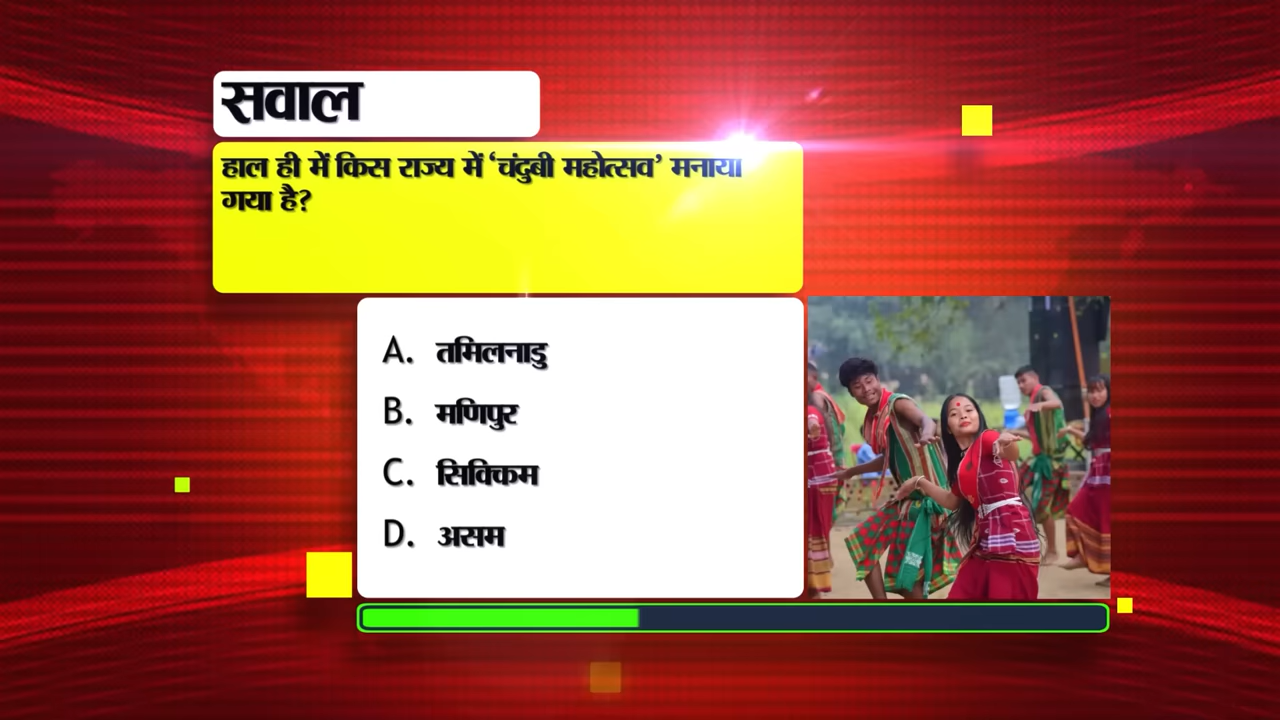 सवाल
हाल ही में किस राज्य में ‘चंदुबी महोत्सव’ मनाया
गया है?
A. तमिलनाडु
B. मणिपुर
C. सिक्किम
D. असम